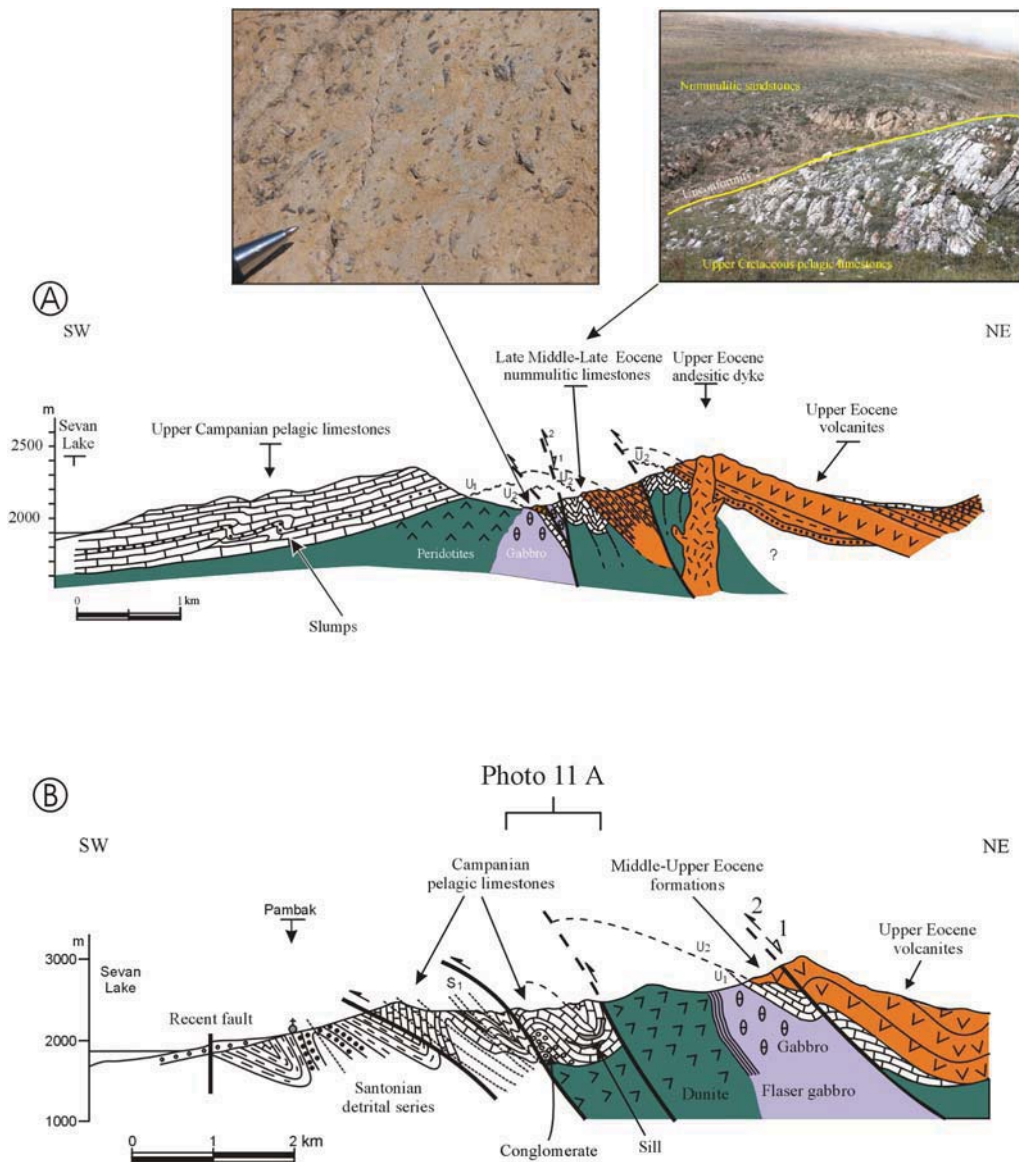 Nummulitic sandstones
Unconformity
Upper Cretaceous pelagic limestones
A
SW
NE
Late Middle-Late Eocene
nummulitic limestones
Upper Eocene
andesitic dyke
m
Sevan
Lake
Upper Campanian pelagic limestones
Upper Eocene
volcanites
2500
2000
2
1
U1
U2
U2
U2
Peridotites
Gabbro
?
0
1 km
Slumps
Photo 11 A
B
SW
NE
Campanian
pelagic limestones
Middle-Upper Eocene
formations
Pambak
2
1
Upper Eocene
volcanites
m
3000
Sevan
Lake
U2
U1
S1
Recent fault
2000
Gabbro
Santonian
detrital series
Dunite
Flaser gabbro
1000
Conglomerate
Sill
0
1
2 km